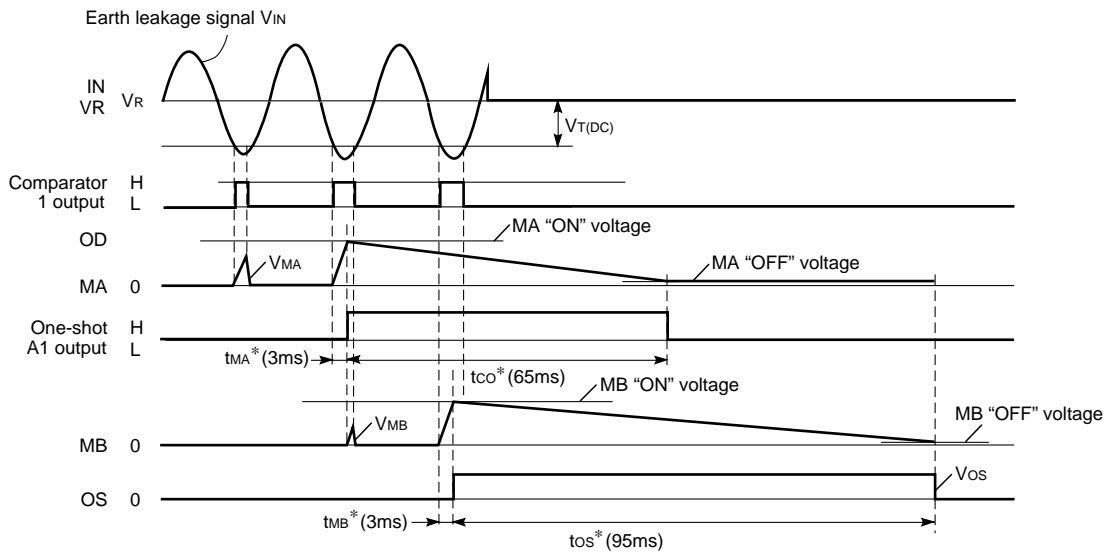 Earth leakage signal VIN
IN
VR VR
VT(DC)
Comparator 1 output H
L
OD
MA "ON" voltage
VMA
MA "OFF" voltage
MA 0
One-shot A1 output H
L
tMA* (3ms)
tCO* (65ms)
MB "ON" voltage
MB "OFF" voltage
VMB
MB 0
VOS
OS 0
tMB* (3ms)
tOS* (95ms)